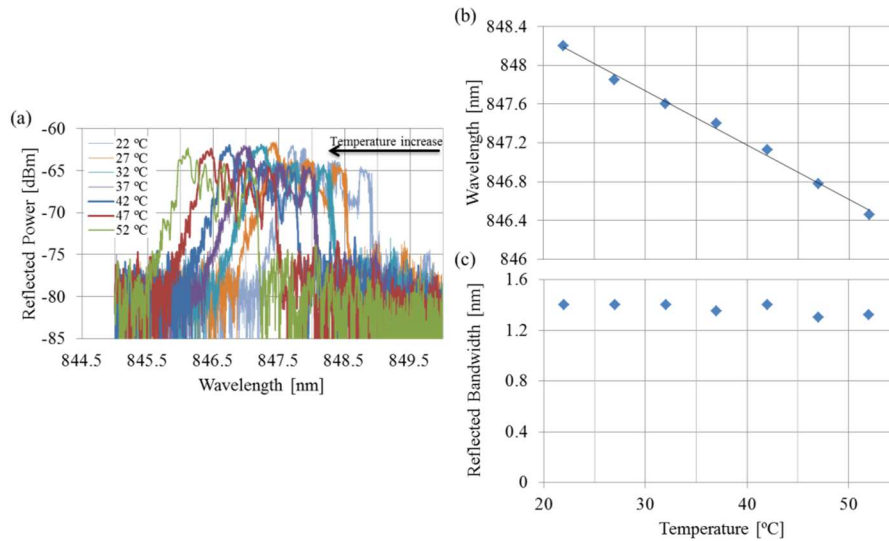 (a)
Reflected Power [dBm]
-60
-65
-70
-75
-80
-85
22 ºC
27 ºC
32 ºC
37 ºC
42 ºC
47 ºC
52 ºC
Temperature increase
844.5 845.5 846.5 847.5 848.5 849.5
Wavelength [nm]
(b)
Wavelength [nm]
848.4
848
847.6
847.2
846.8
846.4
846
(c)
Reflected Bandwidth [nm]
1.6
1.2
0.8
0.4
0
20 30 40 50
Temperature [ºC]